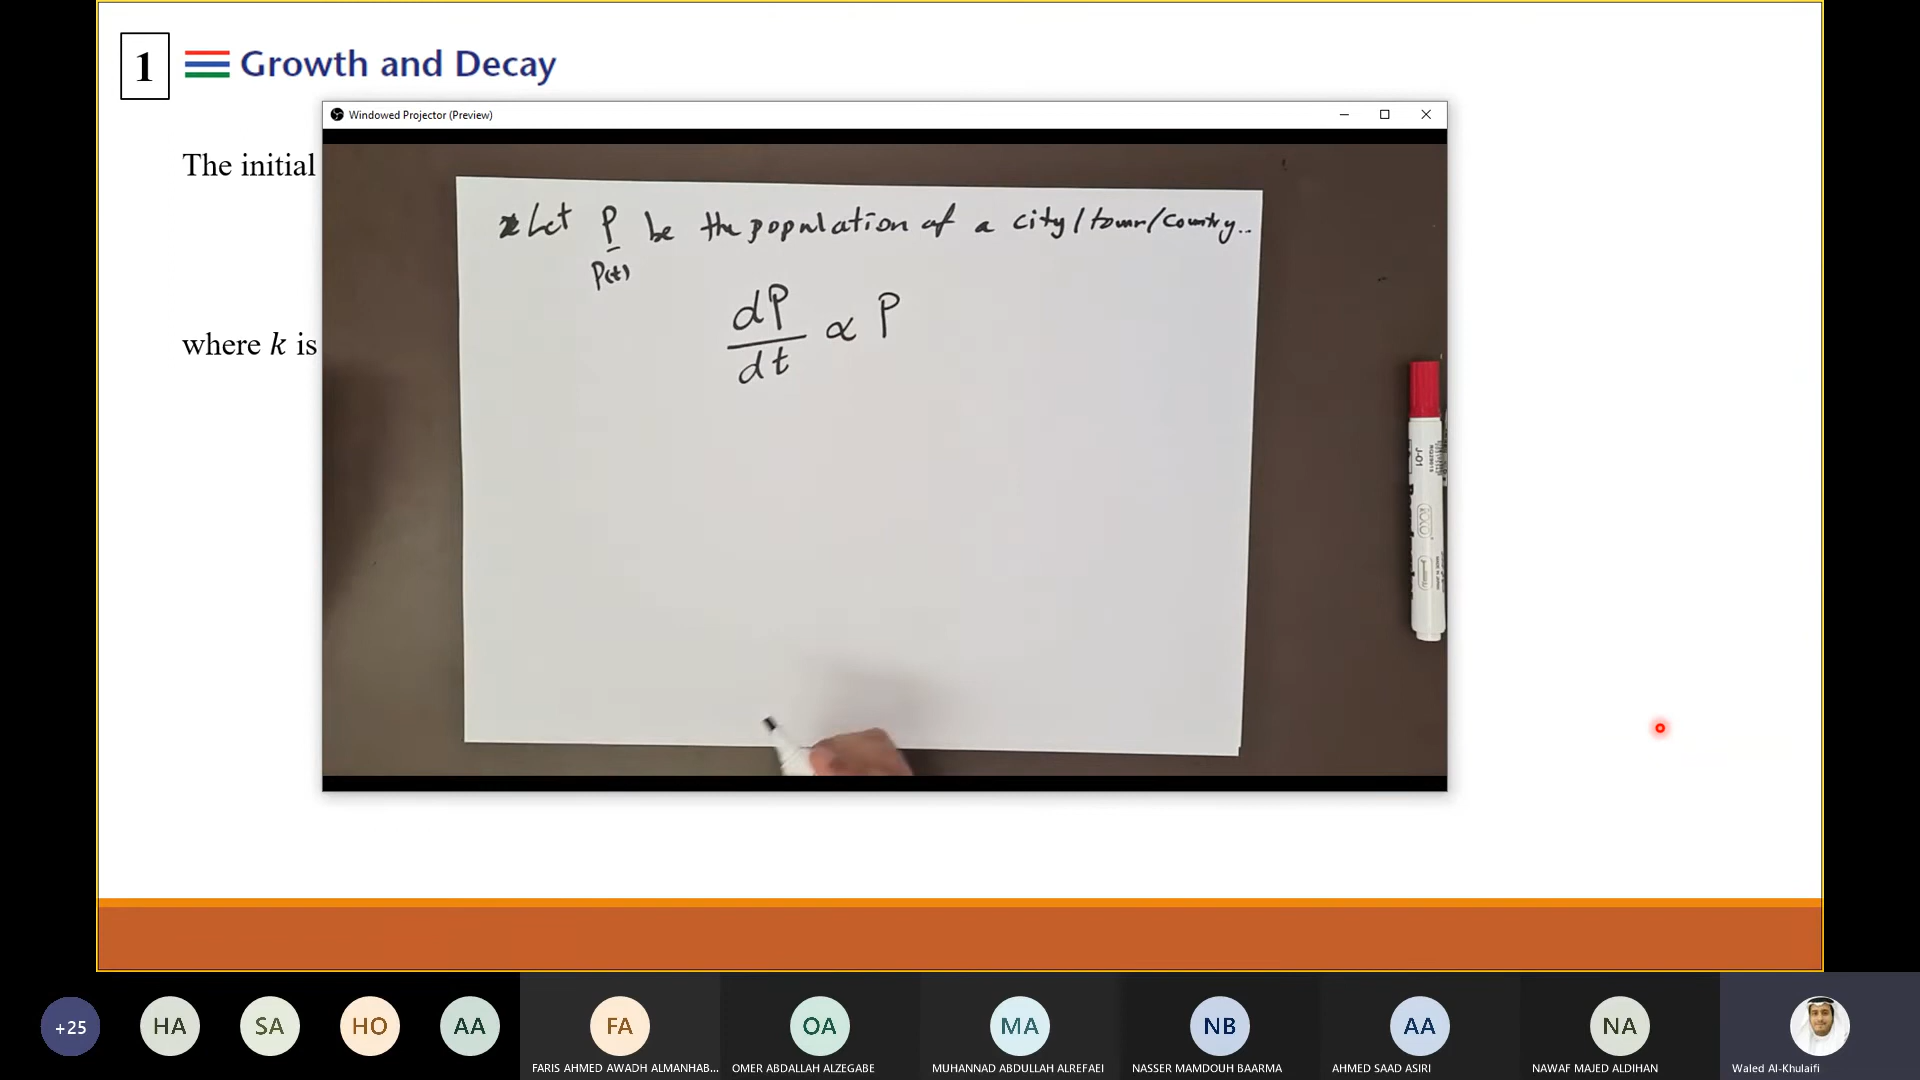 1 Growth and Decay
Windowed Projector (Preview)
The initial
Let P be the population of a city/town/country..
P(t)
dP/dt ∝ P
where k is
J-01
+25
HA
SA
HO
AA
FA
OA
MA
NB
AA
NA
FARIS AHMED AWADH ALMANHAB...
OMER ABDALLAH ALZEGABE
MUHANNAD ABDULLAH ALREFAEI
NASSER MAMDOUH BAARMA
AHMED SAAD ASIRI
NAWAF MAJED ALDIHAN
Waled Al-Khulaifi